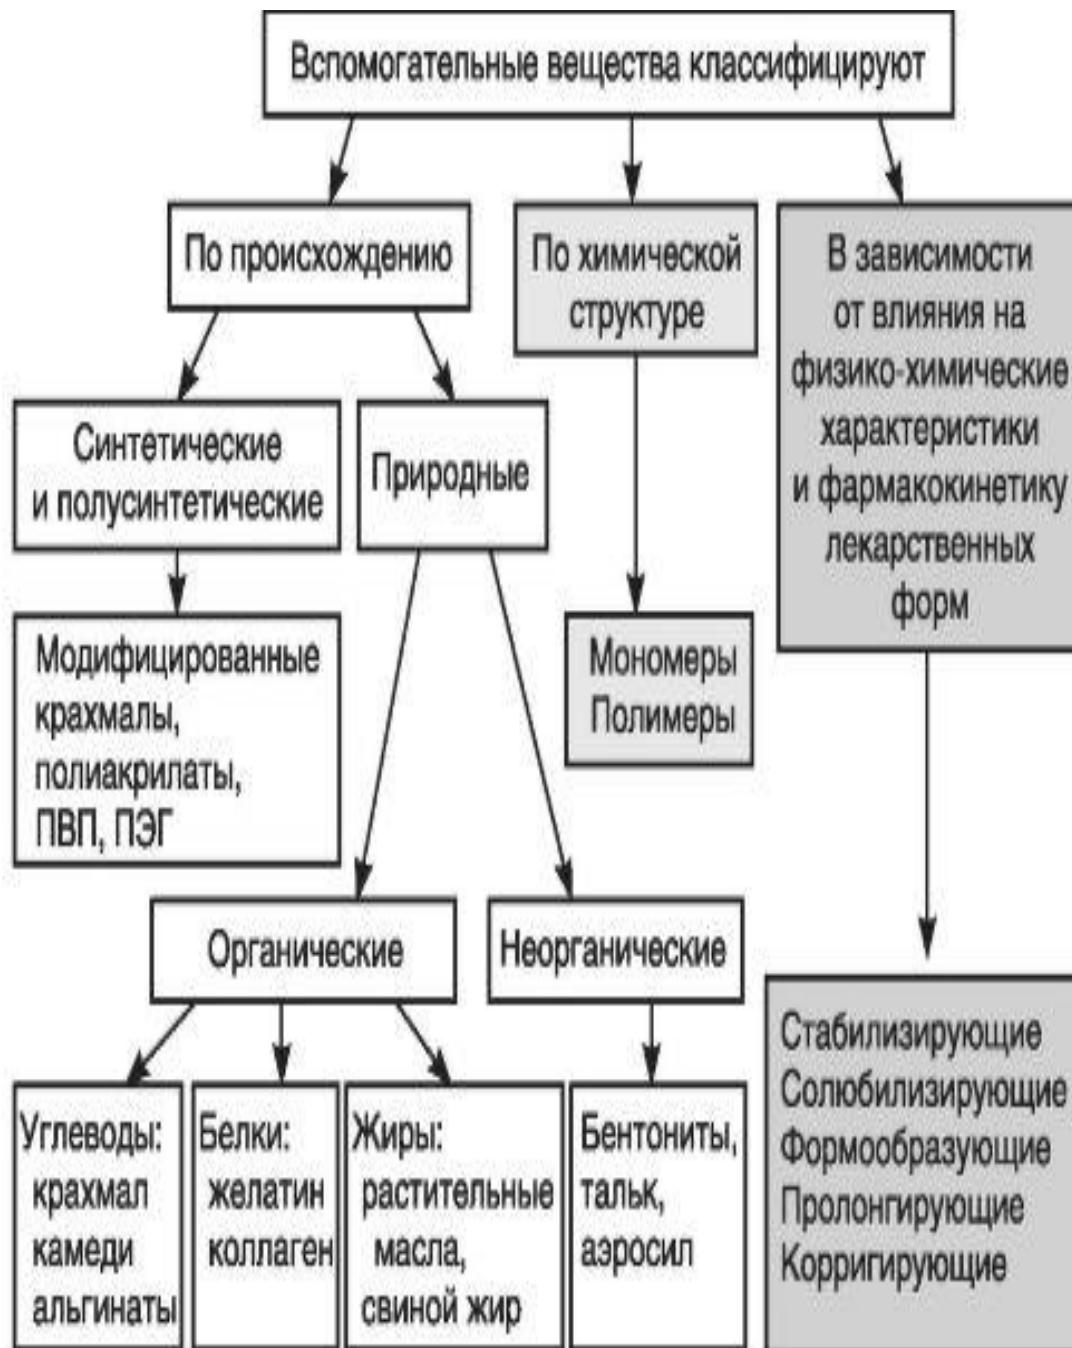 Вспомогательные вещества классифицируют
По происхождению
По химической
структуре
В зависимости
от влияния на
физико-химические
характеристики
и фармакокинетику
лекарственных
форм
Синтетические
и полусинтетические
Природные
Модифицированные
крахмалы,
полиакрилаты,
ПВП, ПЭГ
Мономеры
Полимеры
Органические
Неорганические
Углеводы:
крахмал
камеди
альгинаты
Белки:
желатин
коллаген
Жиры:
растительные
масла,
свиной жир
Бентониты,
тальк,
аэросил
Стабилизирующие
Солюбилизирующие
Формообразующие
Пролонгирующие
Корригирующие